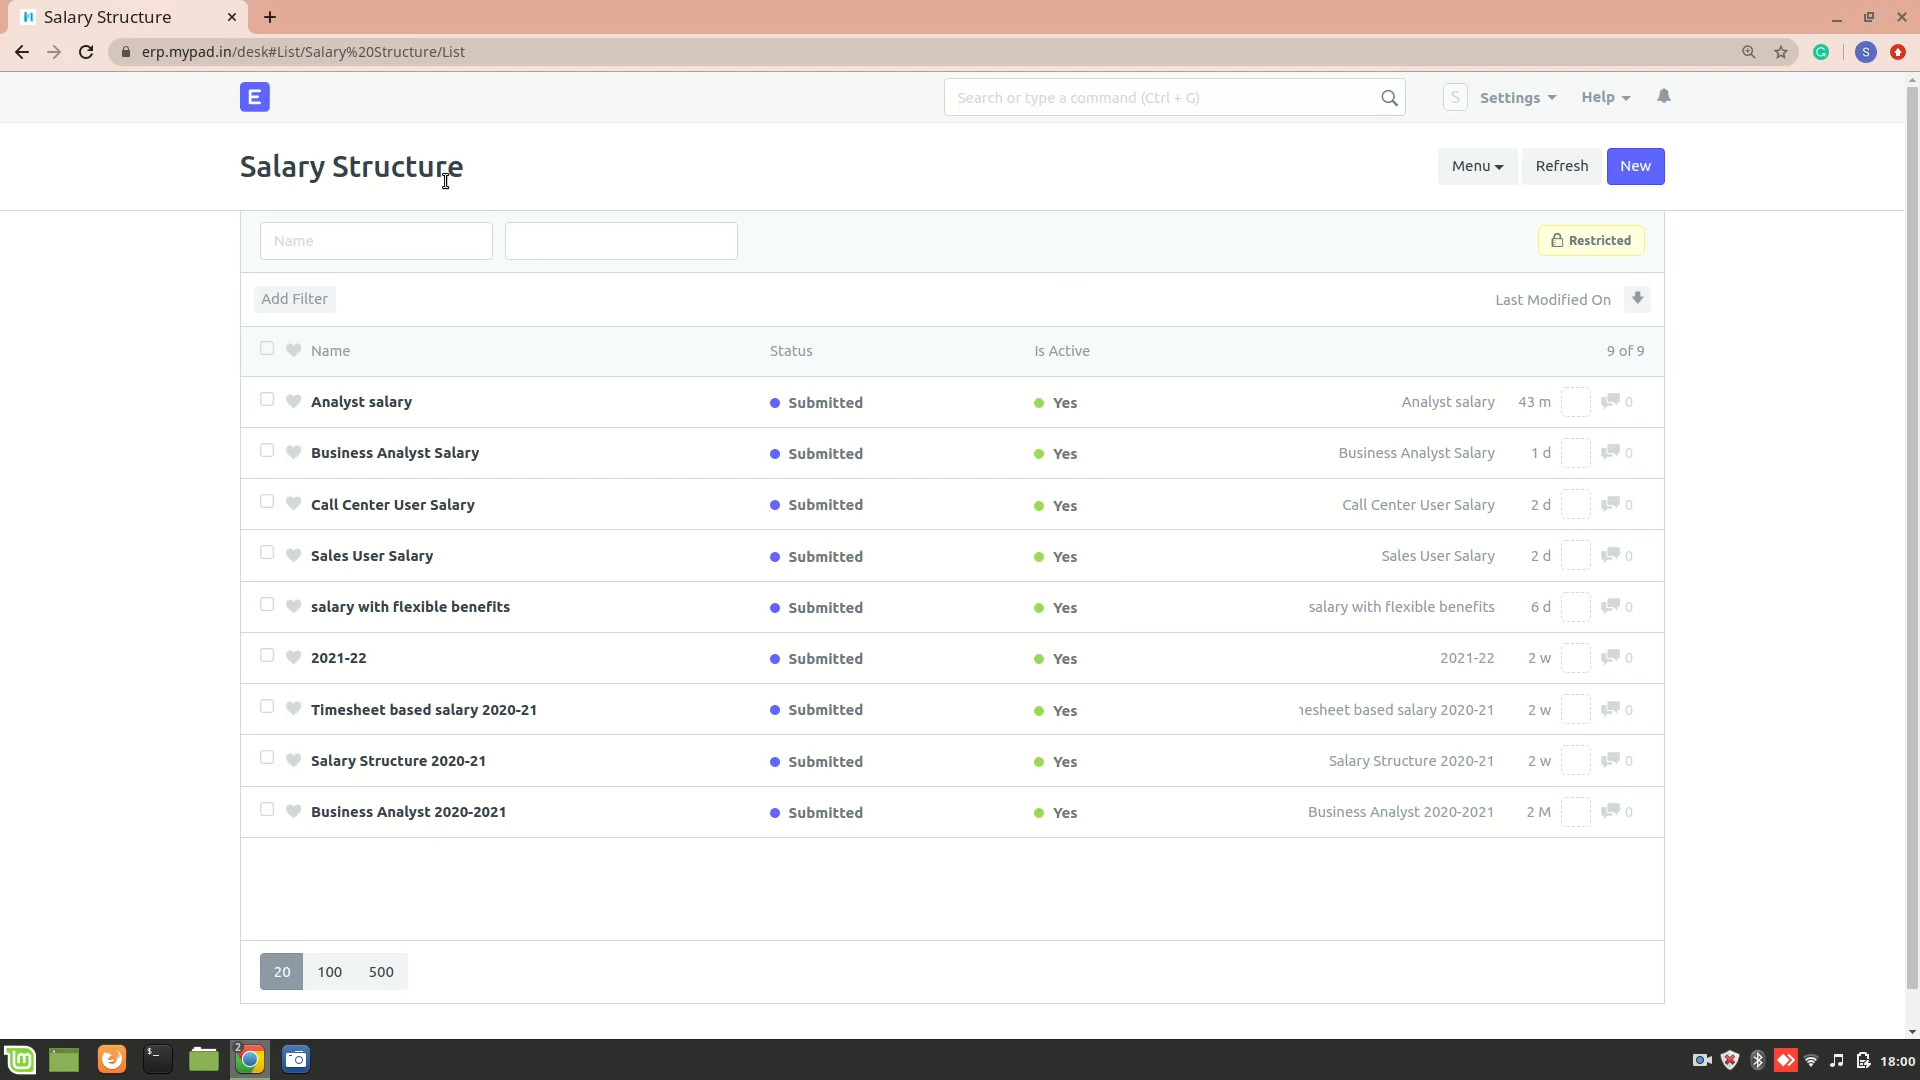 Salary Structure
erp.mypad.in/desk#List/Salary%20Structure/List
S
E
Search or type a command (Ctrl + G)
S Settings Help
Salary Structure
Menu Refresh New
Name
Restricted
Add Filter
Last Modified On
Name Status Is Active 9 of 9
Analyst salary Submitted Yes Analyst salary 43 m 0
Business Analyst Salary Submitted Yes Business Analyst Salary 1 d 0
Call Center User Salary Submitted Yes Call Center User Salary 2 d 0
Sales User Salary Submitted Yes Sales User Salary 2 d 0
salary with flexible benefits Submitted Yes salary with flexible benefits 6 d 0
2021-22 Submitted Yes 2021-22 2 w 0
Timesheet based salary 2020-21 Submitted Yes nesheet based salary 2020-21 2 w 0
Salary Structure 2020-21 Submitted Yes Salary Structure 2020-21 2 w 0
Business Analyst 2020-2021 Submitted Yes Business Analyst 2020-2021 2 M 0
20 100 500
2
18:00